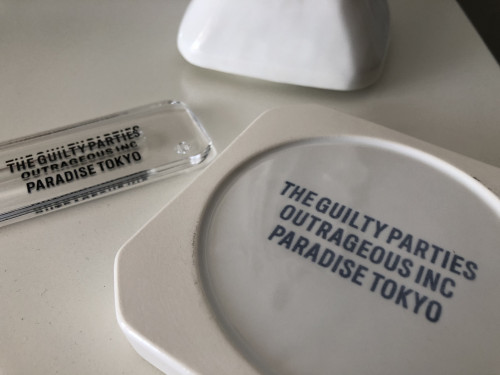 THE GUILTY PARTIES
OUTRAGEOUS INC
PARADISE TOKYO
THE GUILTY PARTIES
OUTRAGEOUS INC
PARADISE TOKYO